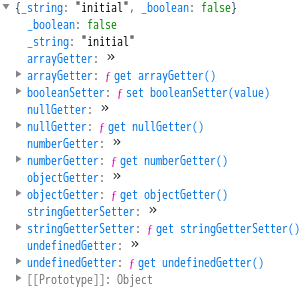 {_string: "initial", _boolean: false}
_boolean: false
_string: "initial"
arrayGetter: »
arrayGetter: ƒ get arrayGetter()
booleanSetter: ƒ set booleanSetter(value)
nullGetter: »
nullGetter: ƒ get nullGetter()
numberGetter: »
numberGetter: ƒ get numberGetter()
objectGetter: »
objectGetter: ƒ get objectGetter()
stringGetterSetter: »
stringGetterSetter: ƒ get stringGetterSetter()
undefinedGetter: »
undefinedGetter: ƒ get undefinedGetter()
[[Prototype]]: Object